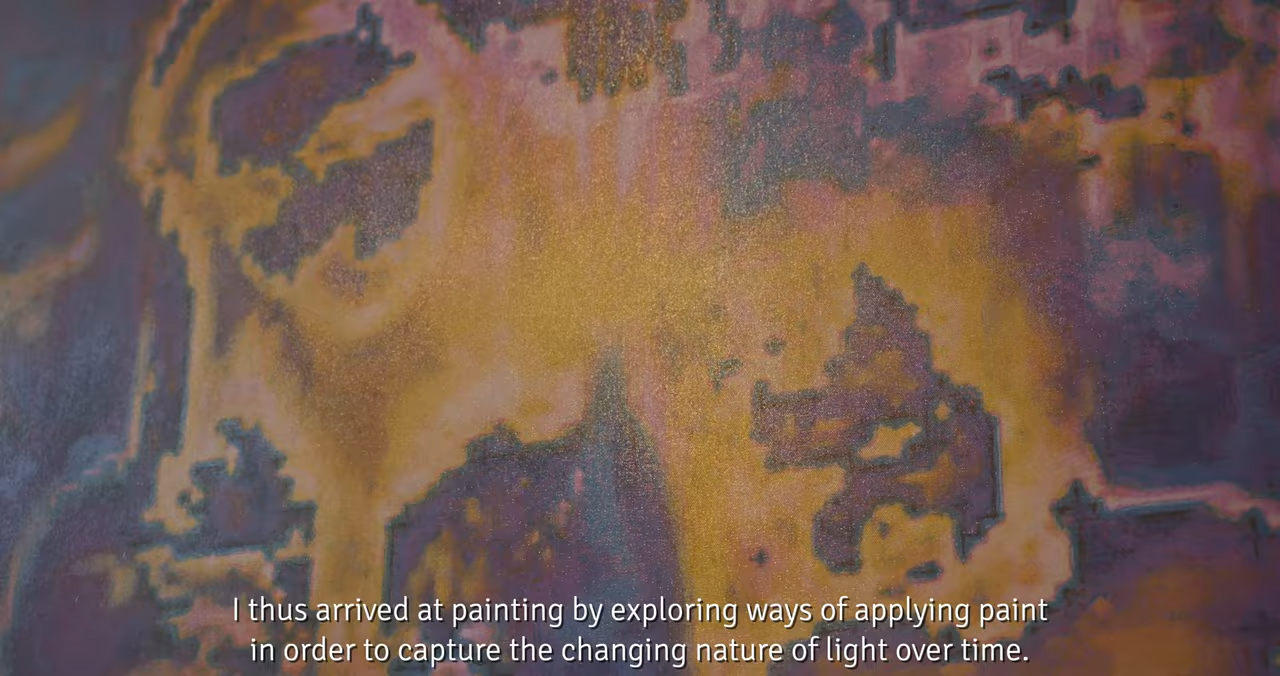 I thus arrived at painting by exploring ways of applying paint
in order to capture the changing nature of light over time.